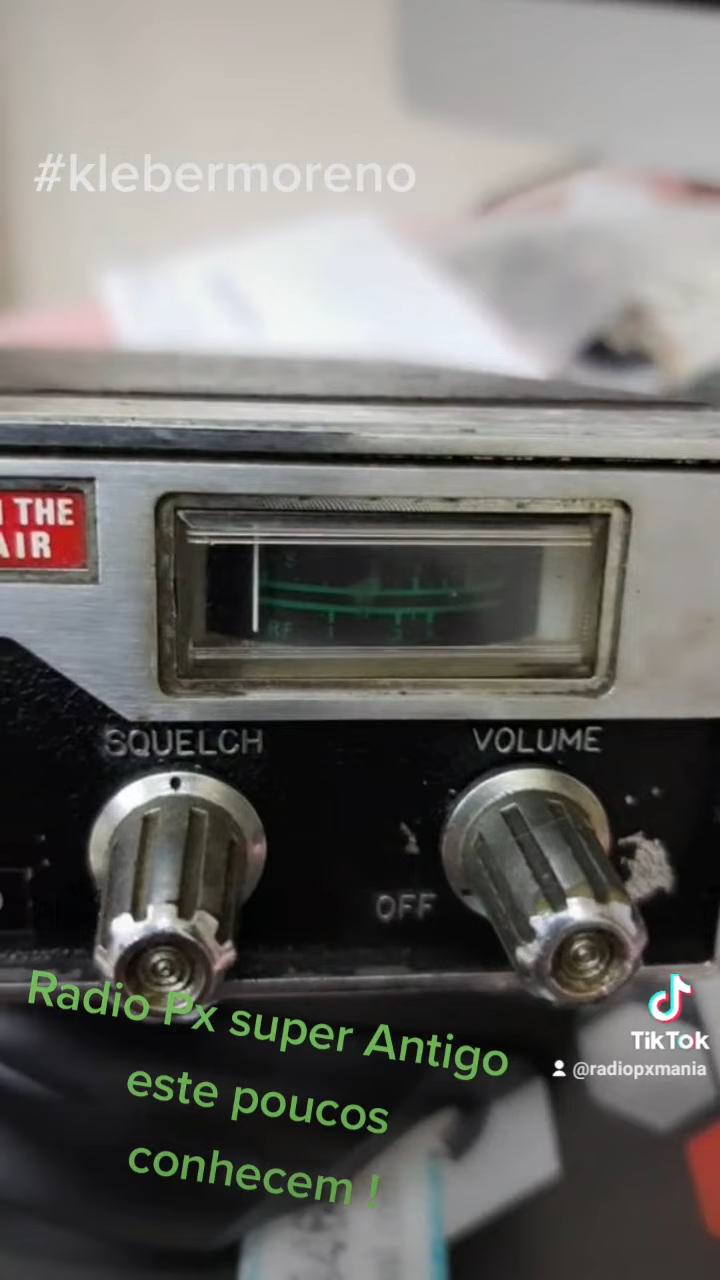 #klebermoreno
THE
AIR
S
RF 1 3
SQUELCH
VOLUME
OFF
Radio Px super Antigo
este poucos
conhecem !
TikTok
@radiopxmania